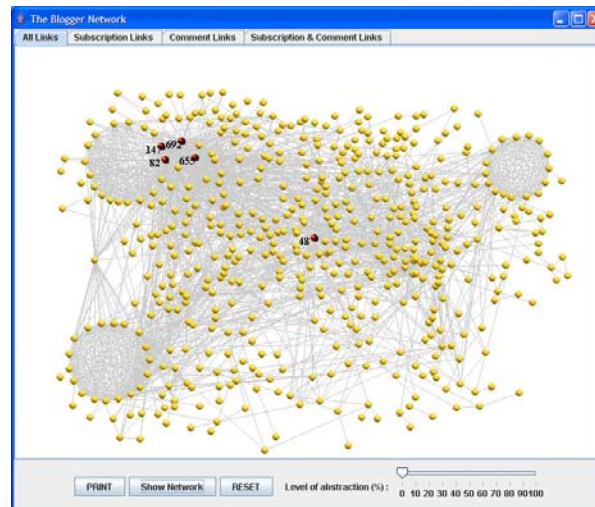 The Blogger Network
All Links Subscription Links Comment Links Subscription & Comment Links
147 692
82 655
48
PRINT Show Network RESET Level of abstraction (%) :
0 10 20 30 40 50 60 70 80 90100